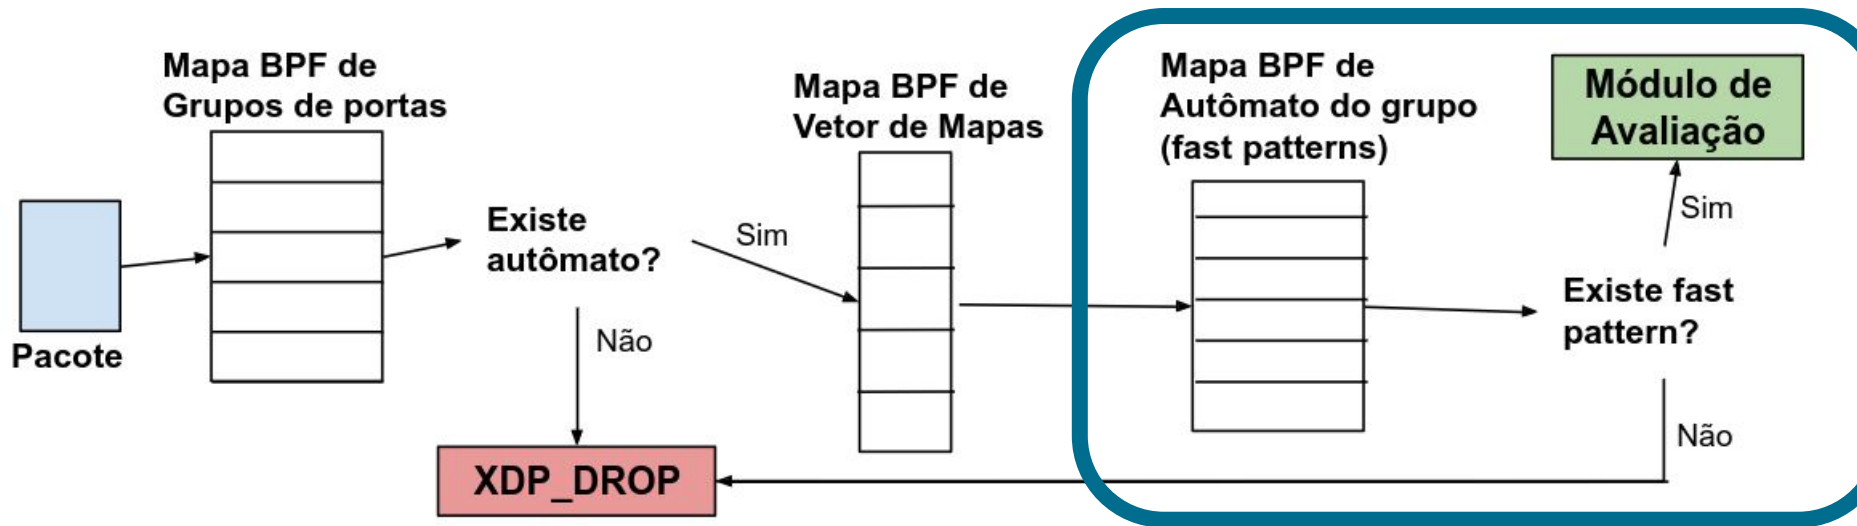 Mapa BPF de
Grupos de portas
Pacote
Existe
autômato?
Sim
Não
XDP_DROP
Mapa BPF de
Vetor de Mapas
Mapa BPF de
Autômato do grupo
(fast patterns)
Módulo de
Avaliação
Sim
Existe fast
pattern?
Não